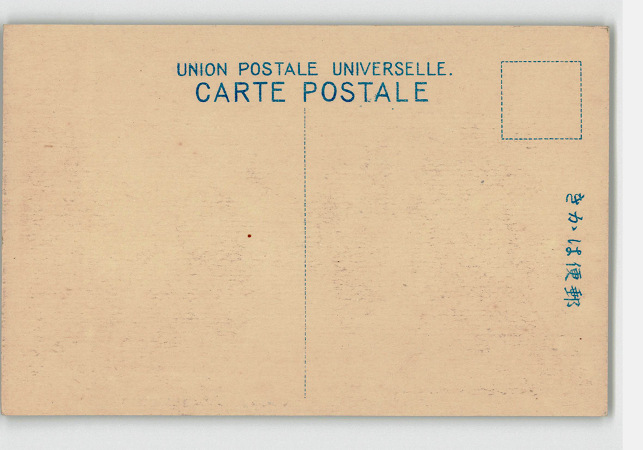 UNION POSTALE UNIVERSELLE.
CARTE POSTALE
きかは便郵